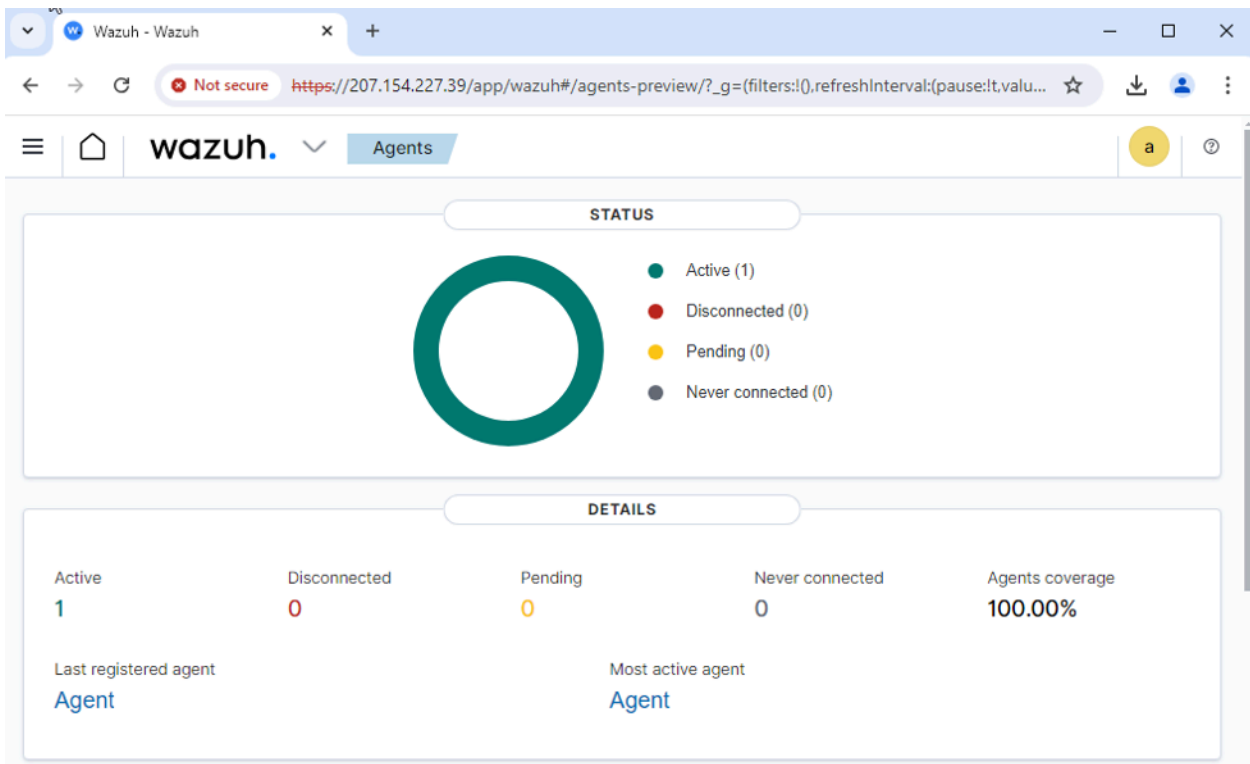 Wazuh - Wazuh
Not secure https://207.154.227.39/app/wazuh#/agents-preview/?_g=(filters:!(),refreshInterval:(pause:!t,valu...
wazuh. Agents a
STATUS
Active (1)
Disconnected (0)
Pending (0)
Never connected (0)
DETAILS
Active Disconnected Pending Never connected Agents coverage
1 0 0 0 100.00%
Last registered agent Most active agent
Agent Agent